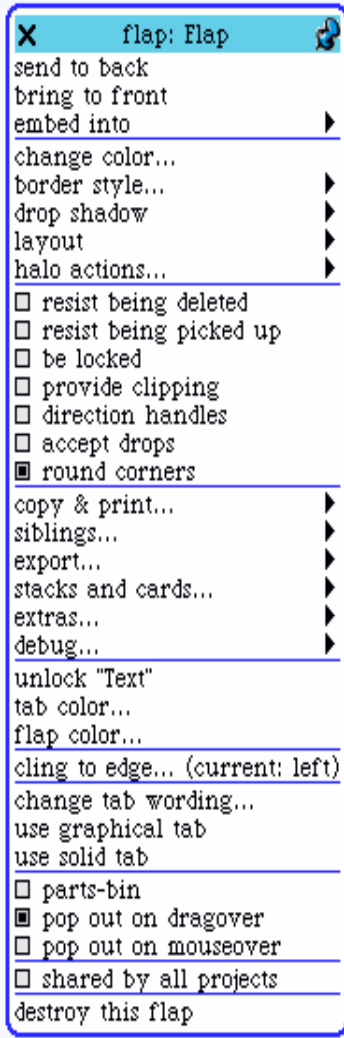 flap: Flap
send to back
bring to front
embed into
change color...
border style...
drop shadow
layout
halo actions...
resist being deleted
resist being picked up
be locked
provide clipping
direction handles
accept drops
round corners
copy & print...
siblings...
export...
stacks and cards...
extras...
debug...
unlock "Text"
tab color...
flap color...
cling to edge... (current: left)
change tab wording...
use graphical tab
use solid tab
parts-bin
pop out on dragover
pop out on mouseover
shared by all projects
destroy this flap